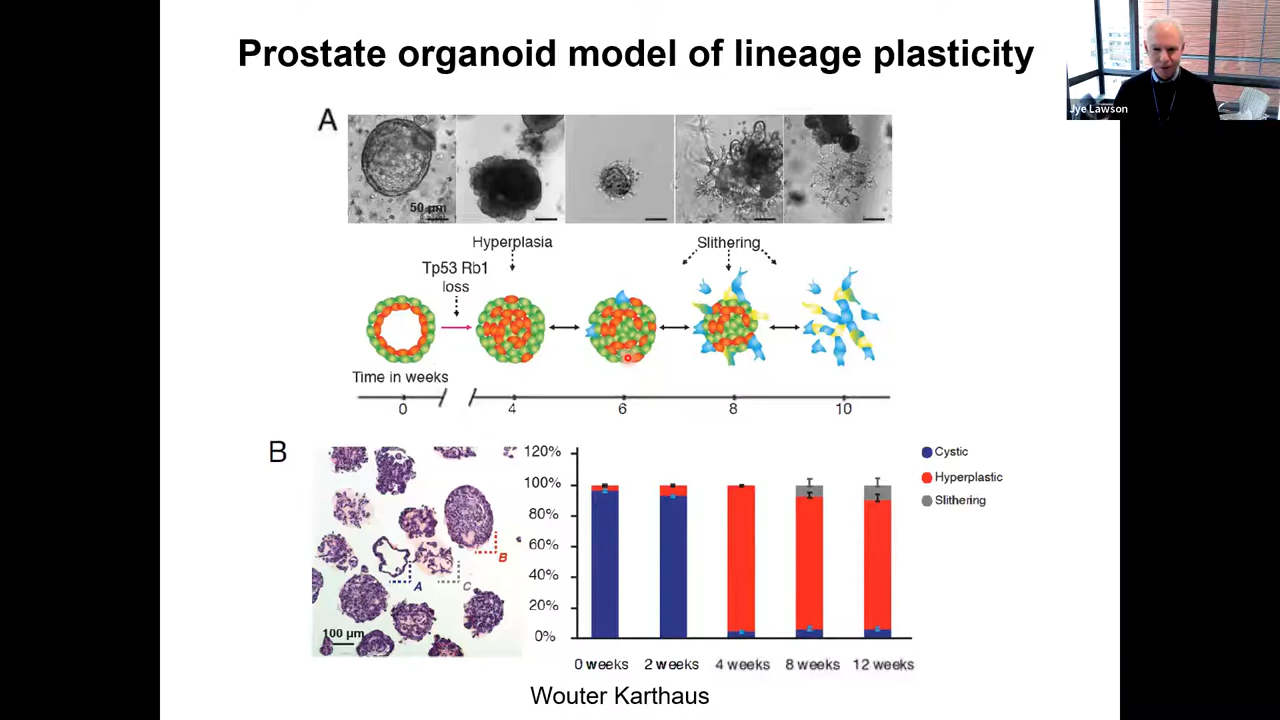 Prostate organoid model of lineage plasticity
Jye Lawson
A
50 μm
Hyperplasia
Slithering
Tp53 Rb1
loss
Time in weeks
0
4
6
8
10
B
A
B
C
100 μm
120%
100%
80%
60%
40%
20%
0%
0 weeks
2 weeks
4 weeks
8 weeks
12 weeks
Cystic
Hyperplastic
Slithering
Wouter Karthaus